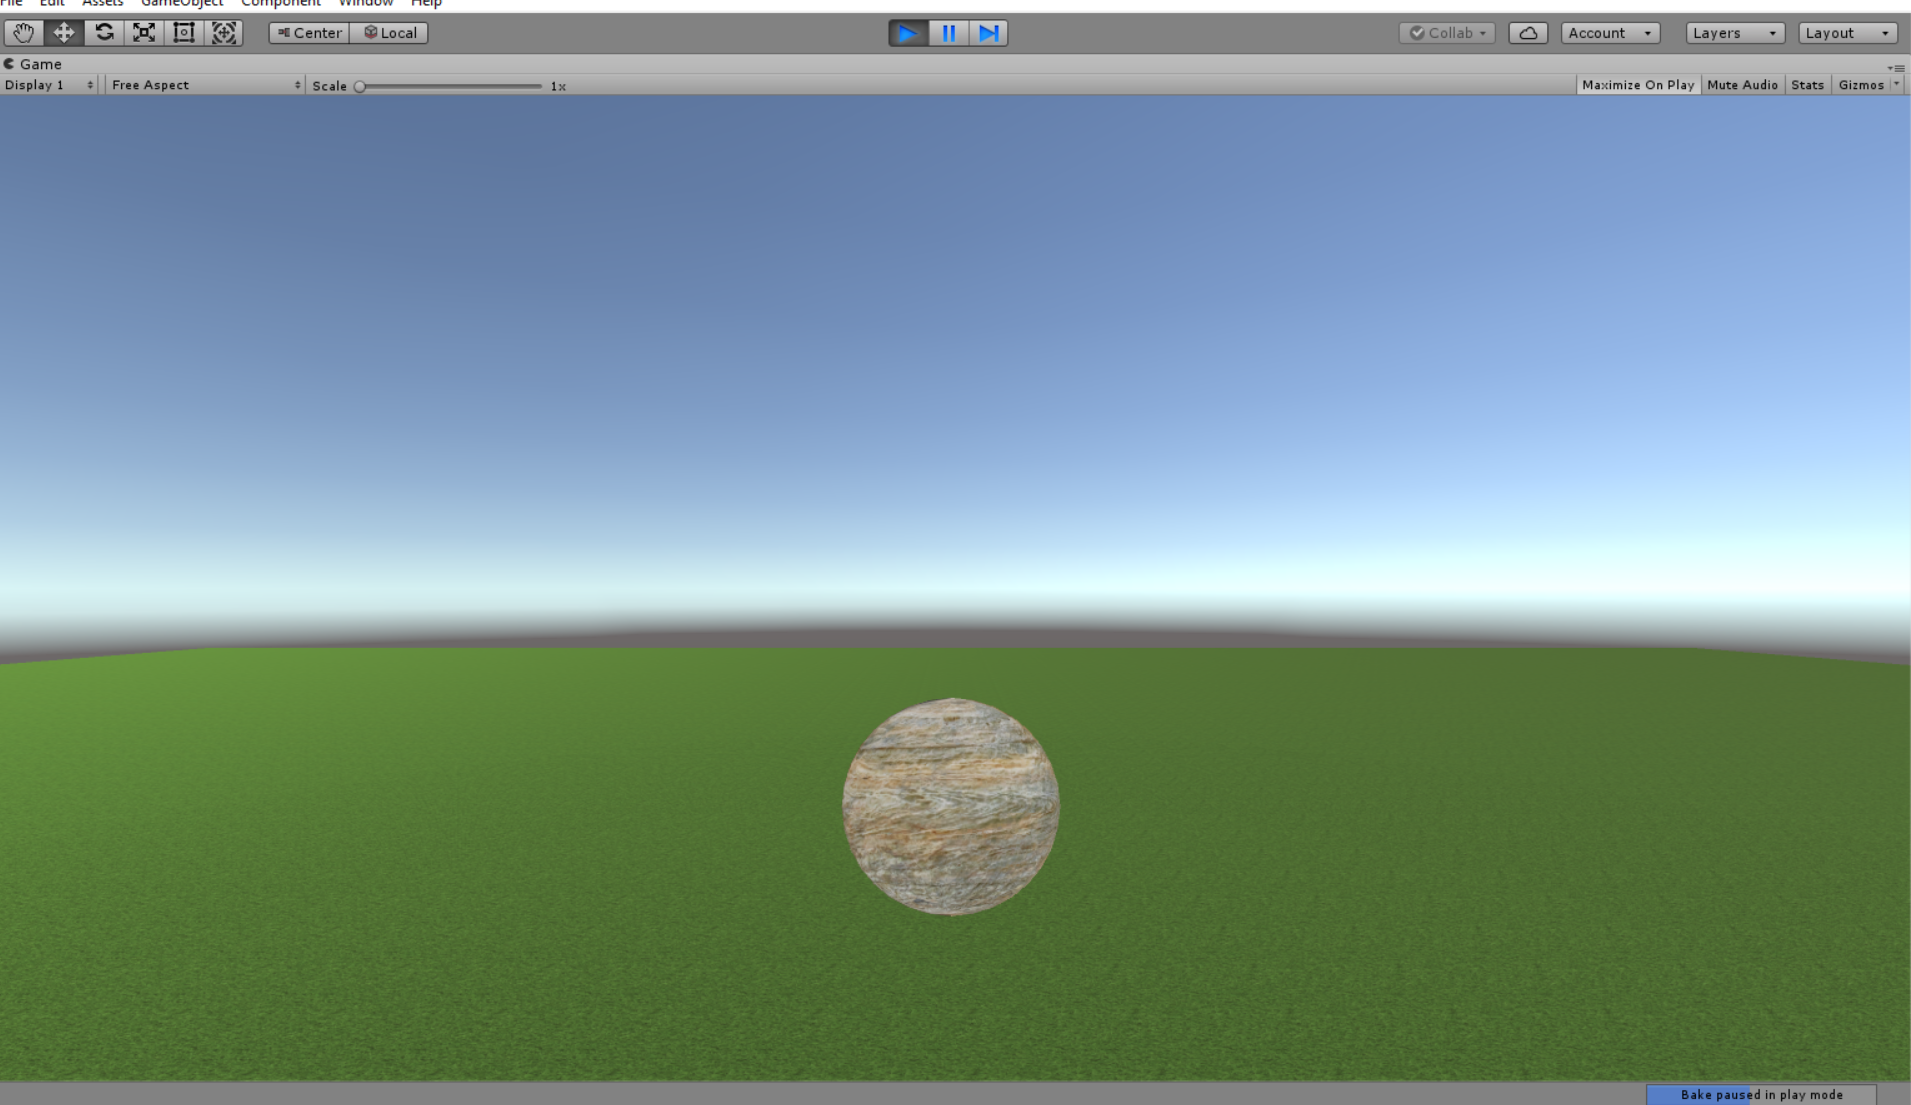 File Edit Assets GameObject Component Window Help
Center Local Collab Account Layers Layout
Game
Display 1 Free Aspect Scale 1x Maximize On Play Mute Audio Stats Gizmos
Bake paused in play mode